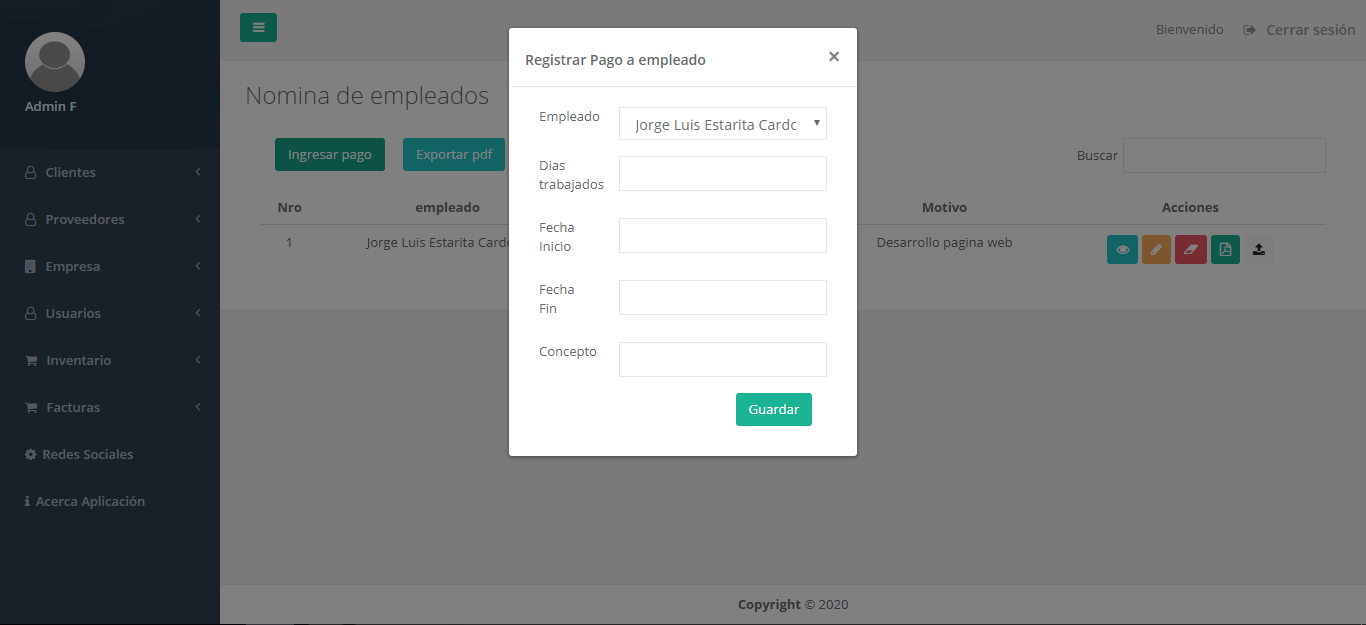 Admin F
Clientes
Proveedores
Empresa
Usuarios
Inventario
Facturas
Redes Sociales
Acerca Aplicación
Bienvenido
Cerrar sesión
Nomina de empleados
Ingresar pago
Exportar pdf
Buscar
Nro
empleado
Motivo
Acciones
1
Jorge Luis Estarita
Desarrollo pagina web
Registrar Pago a empleado
×
Empleado
Jorge Luis Estarita
Dias
trabajados
Fecha
Inicio
Fecha
Fin
Concepto
Guardar
Copyright © 2020